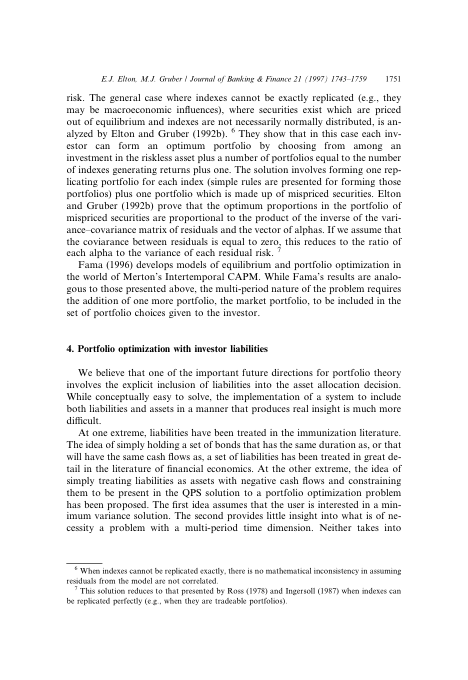 E.J. Elton, M.J. Gruber / Journal of Banking & Finance 21 (1997) 1743–1759 1751
risk. The general case where indexes cannot be exactly replicated (e.g., they
may be macroeconomic influences), where securities exist which are priced
out of equilibrium and indexes are not necessarily normally distributed, is an-
alyzed by Elton and Gruber (1992b). 6 They show that in this case each inv-
estor can form an optimum portfolio by choosing from among an
investment in the riskless asset plus a number of portfolios equal to the number
of indexes generating returns plus one. The solution involves forming one rep-
licating portfolio for each index (simple rules are presented for forming those
portfolios) plus one portfolio which is made up of mispriced securities. Elton
and Gruber (1992b) prove that the optimum proportions in the portfolio of
mispriced securities are proportional to the product of the inverse of the vari-
ance–covariance matrix of residuals and the vector of alphas. If we assume that
the coviarance between residuals is equal to zero, this reduces to the ratio of
each alpha to the variance of each residual risk. 7
Fama (1996) develops models of equilibrium and portfolio optimization in
the world of Merton's Intertemporal CAPM. While Fama's results are analo-
gous to those presented above, the multi-period nature of the problem requires
the addition of one more portfolio, the market portfolio, to be included in the
set of portfolio choices given to the investor.
4. Portfolio optimization with investor liabilities
We believe that one of the important future directions for portfolio theory
involves the explicit inclusion of liabilities into the asset allocation decision.
While conceptually easy to solve, the implementation of a system to include
both liabilities and assets in a manner that produces real insight is much more
difficult.
At one extreme, liabilities have been treated in the immunization literature.
The idea of simply holding a set of bonds that has the same duration as, or that
will have the same cash flows as, a set of liabilities has been treated in great de-
tail in the literature of financial economics. At the other extreme, the idea of
simply treating liabilities as assets with negative cash flows and constraining
them to be present in the QPS solution to a portfolio optimization problem
has been proposed. The first idea assumes that the user is interested in a min-
imum variance solution. The second provides little insight into what is of ne-
cessity a problem with a multi-period time dimension. Neither takes into
6 When indexes cannot be replicated exactly, there is no mathematical inconsistency in assuming
residuals from the model are not correlated.
7 This solution reduces to that presented by Ross (1978) and Ingersoll (1987) when indexes can
be replicated perfectly (e.g., when they are tradeable portfolios).